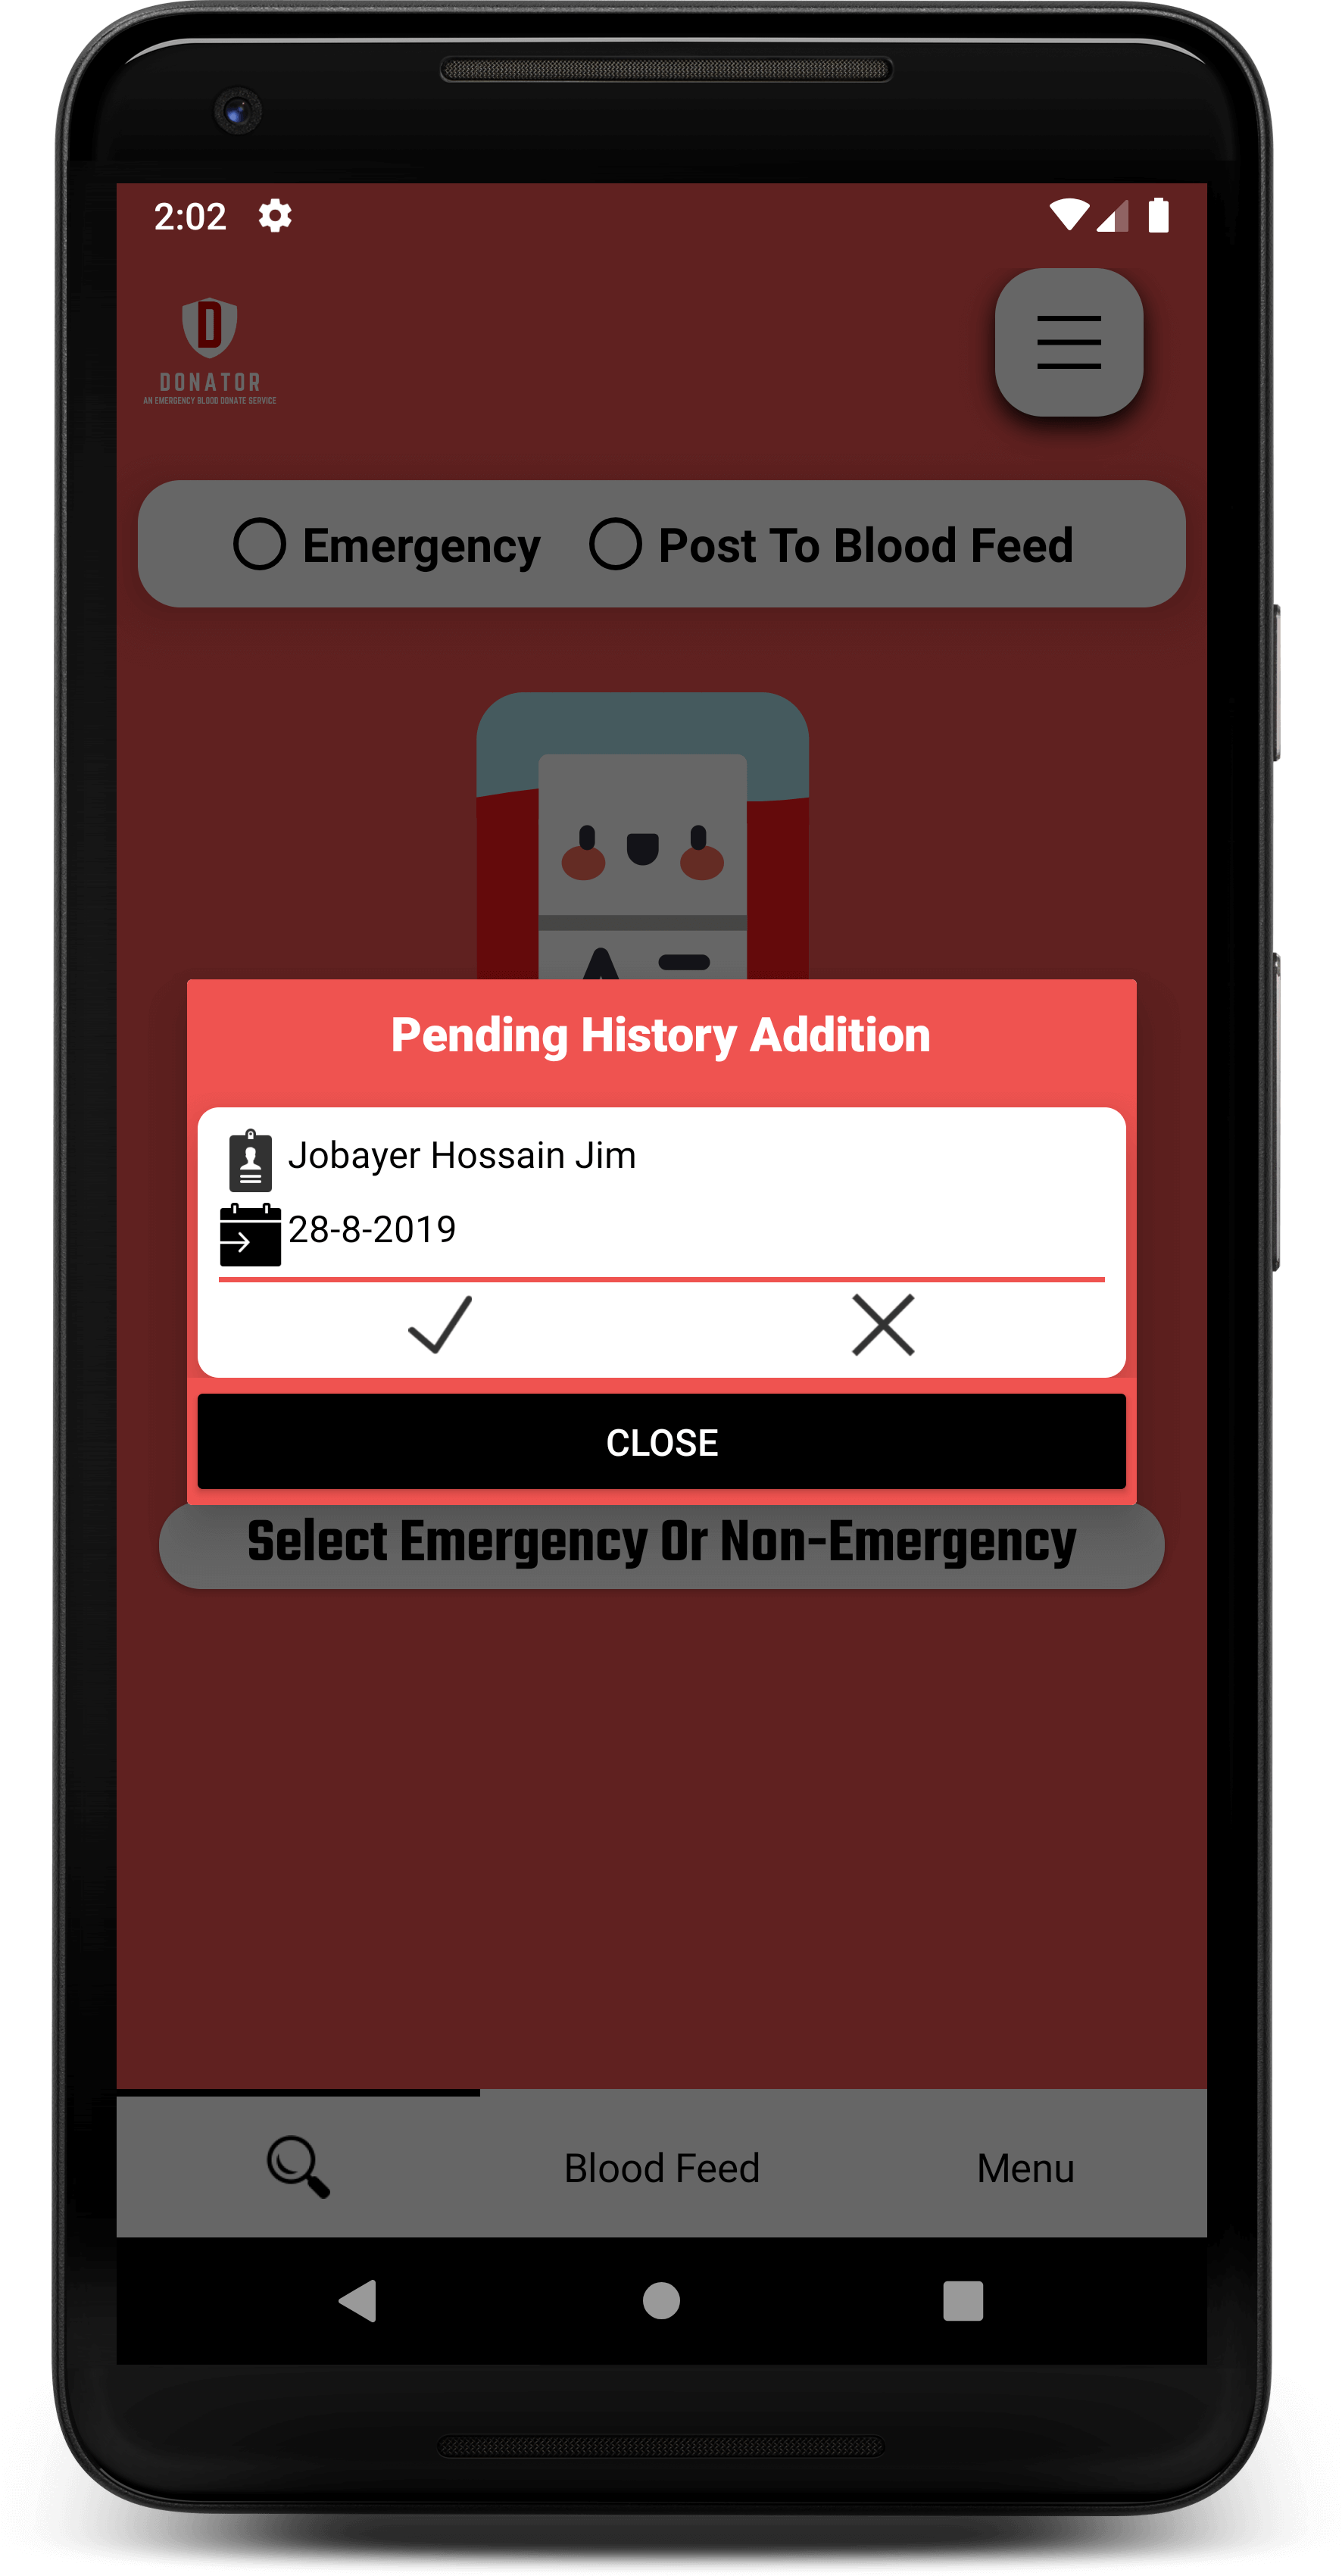 2:02
D
DONATOR
AN EMERGENCY BLOOD DONATE SERVICE
Emergency Post To Blood Feed
Pending History Addition
Jobayer Hossain Jim
28-8-2019
CLOSE
Select Emergency Or Non-Emergency
Blood Feed Menu